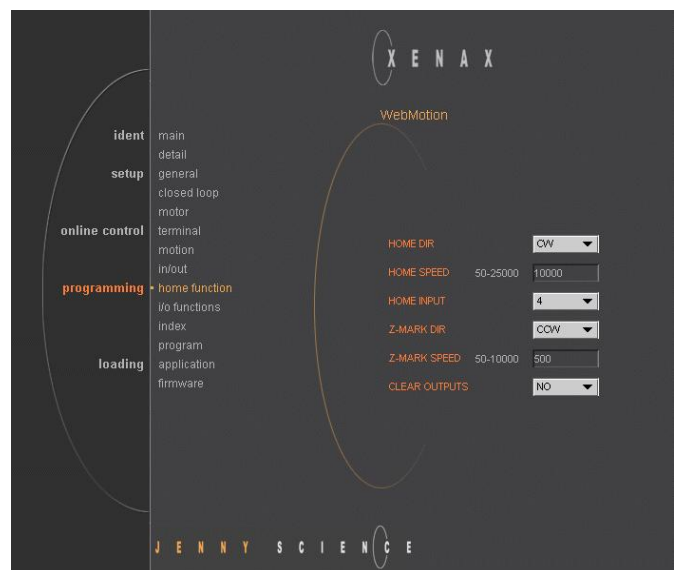 XENAX
WebMotion
ident main
detail
setup general
closed loop
motor
online control terminal
motion
in/out
programming • home function
i/o functions
index
program
loading application
firmware
HOME DIR CW
HOME SPEED 50-25000 10000
HOME INPUT 4
Z-MARK DIR CCW
Z-MARK SPEED 50-10000 500
CLEAR OUTPUTS NO
JENNY SCIENCE